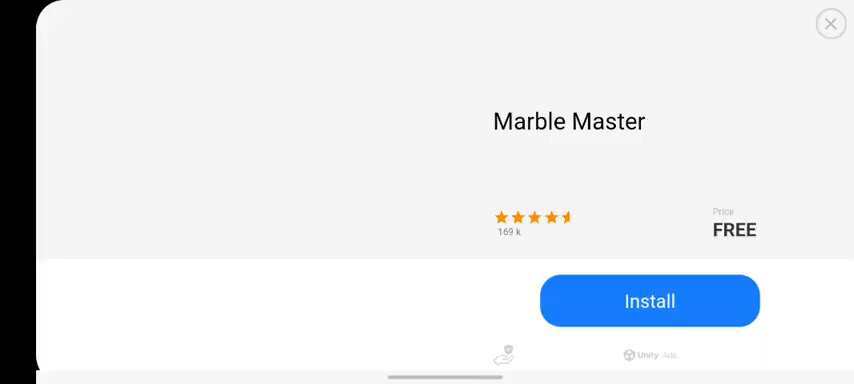 Marble Master
169 k
Price
FREE
Install
Unity Ads